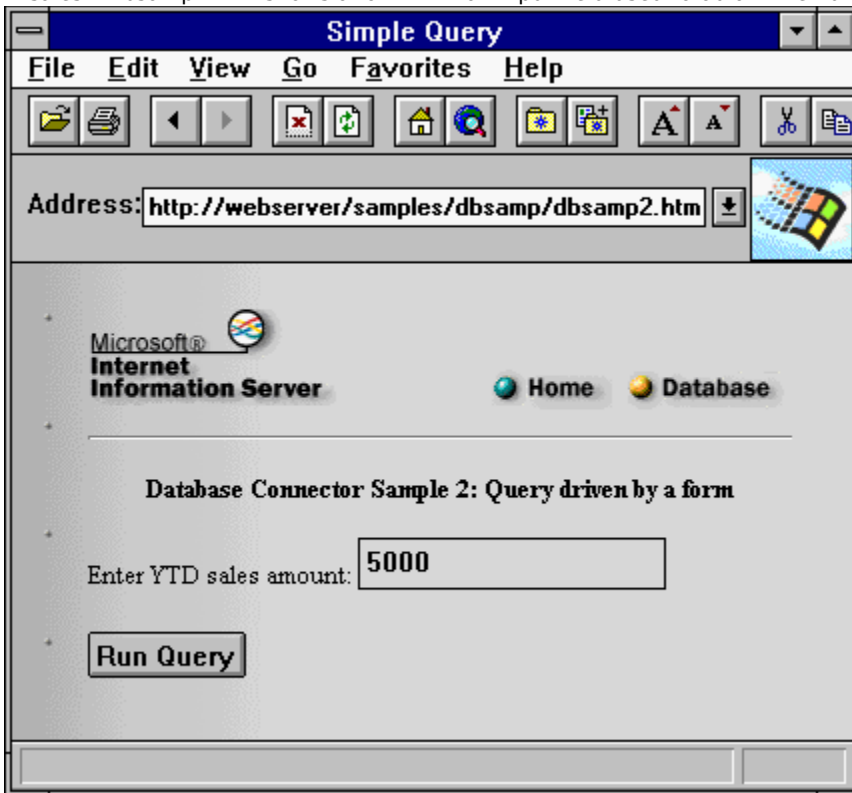 Simple Query
File Edit View Go Favorites Help
A A
Address: http://webserver/samples/dbsamp/dbsamp2.htm
Microsoft®
Internet
Information Server
Home Database
Database Connector Sample 2: Query driven by a form
Enter YTD sales amount: 5000
Run Query